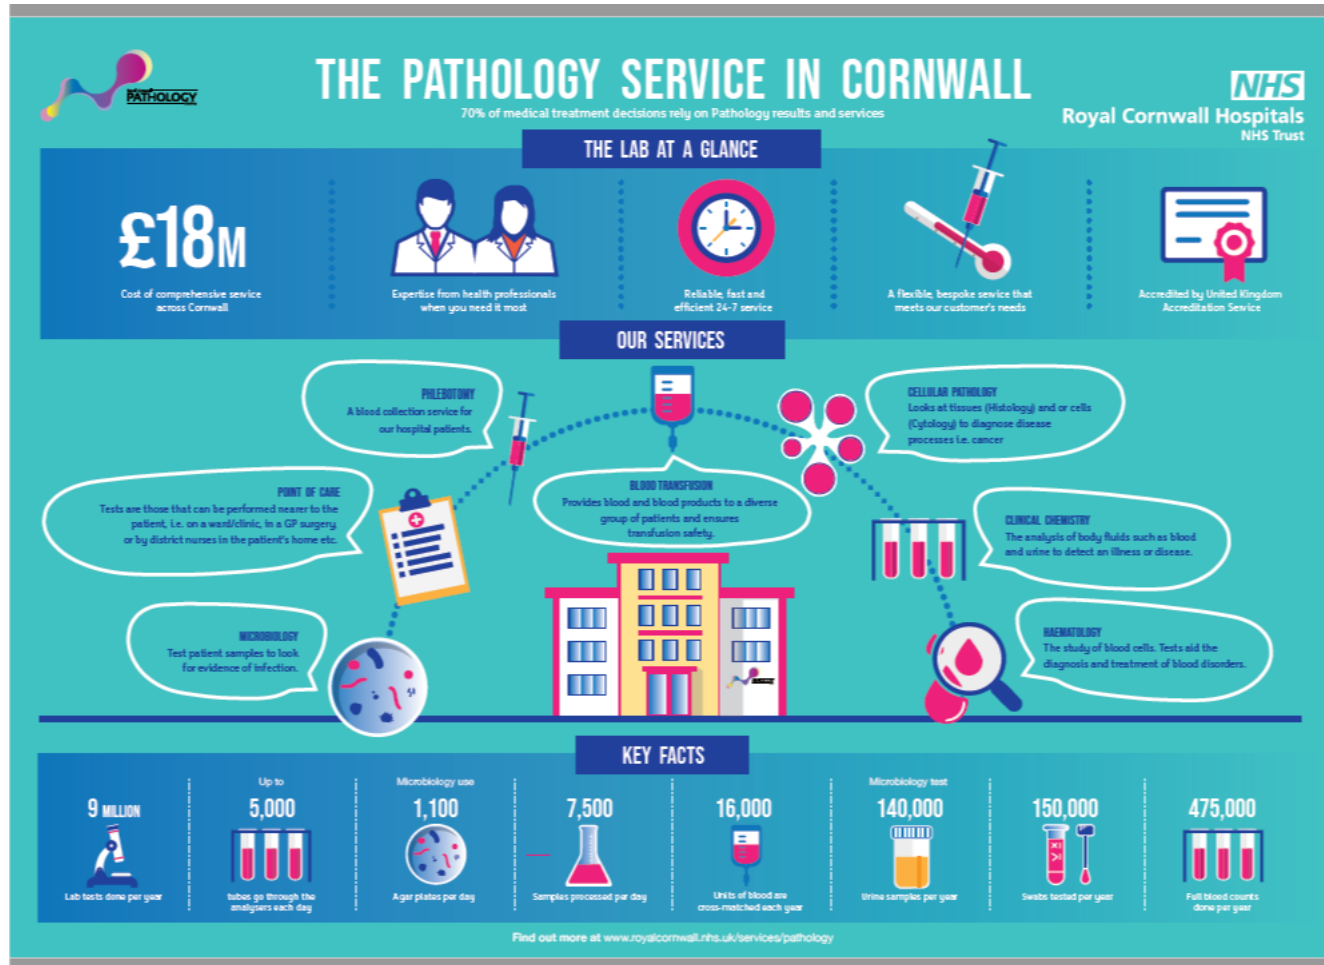 PATHOLOGY
THE PATHOLOGY SERVICE IN CORNWALL
70% of medical treatment decisions rely on Pathology results and services
NHS
Royal Cornwall Hospitals
NHS Trust
THE LAB AT A GLANCE
£18M
Cost of comprehensive service
across Cornwall
Expertise from health professionals
when you need it most
Reliable, fast and
efficient 24-7 service
A flexible, bespoke service that
meets our customer's needs
Accredited by United Kingdom
Accreditation Service
OUR SERVICES
PHLEBOTOMY
A blood collection service for
our hospital patients.
CELLULAR PATHOLOGY
Looks at tissues (Histology) and or cells
(Cytology) to diagnose disease
processes i.e. cancer
POINT OF CARE
Tests are those that can be performed nearer to the
patient, i.e. on a ward/clinic, in a GP surgery,
or by district nurses in the patient's home etc.
BLOOD TRANSFUSION
Provides blood and blood products to a diverse
group of patients and ensures
transfusion safety.
CLINICAL CHEMISTRY
The analysis of body fluids such as blood
and urine to detect an illness or disease.
MICROBIOLOGY
Test patient samples to look
for evidence of infection.
HAEMATOLOGY
The study of blood cells. Tests aid the
diagnosis and treatment of blood disorders.
KEY FACTS
9 MILLION
Lab tests done per year
Up to
5,000
tubes go through the
analysers each day
Microbiology use
1,100
Agar plates per day
7,500
Samples processed per day
16,000
Units of blood are
cross-matched each year
Microbiology test
140,000
Urine samples per year
150,000
Swabs tested per year
475,000
Full blood counts
done per year
Find out more at www.royalcornwall.nhs.uk/services/pathology